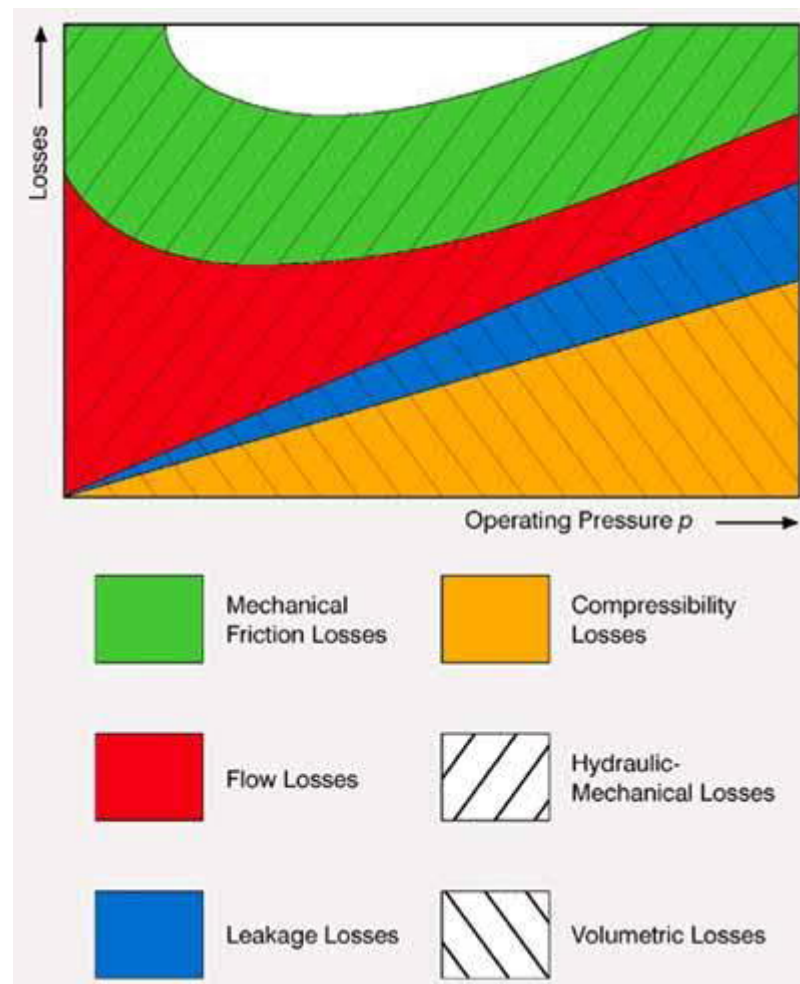 Losses
Operating Pressure p
Mechanical
Friction Losses
Compressibility
Losses
Flow Losses
Hydraulic-
Mechanical Losses
Leakage Losses
Volumetric Losses